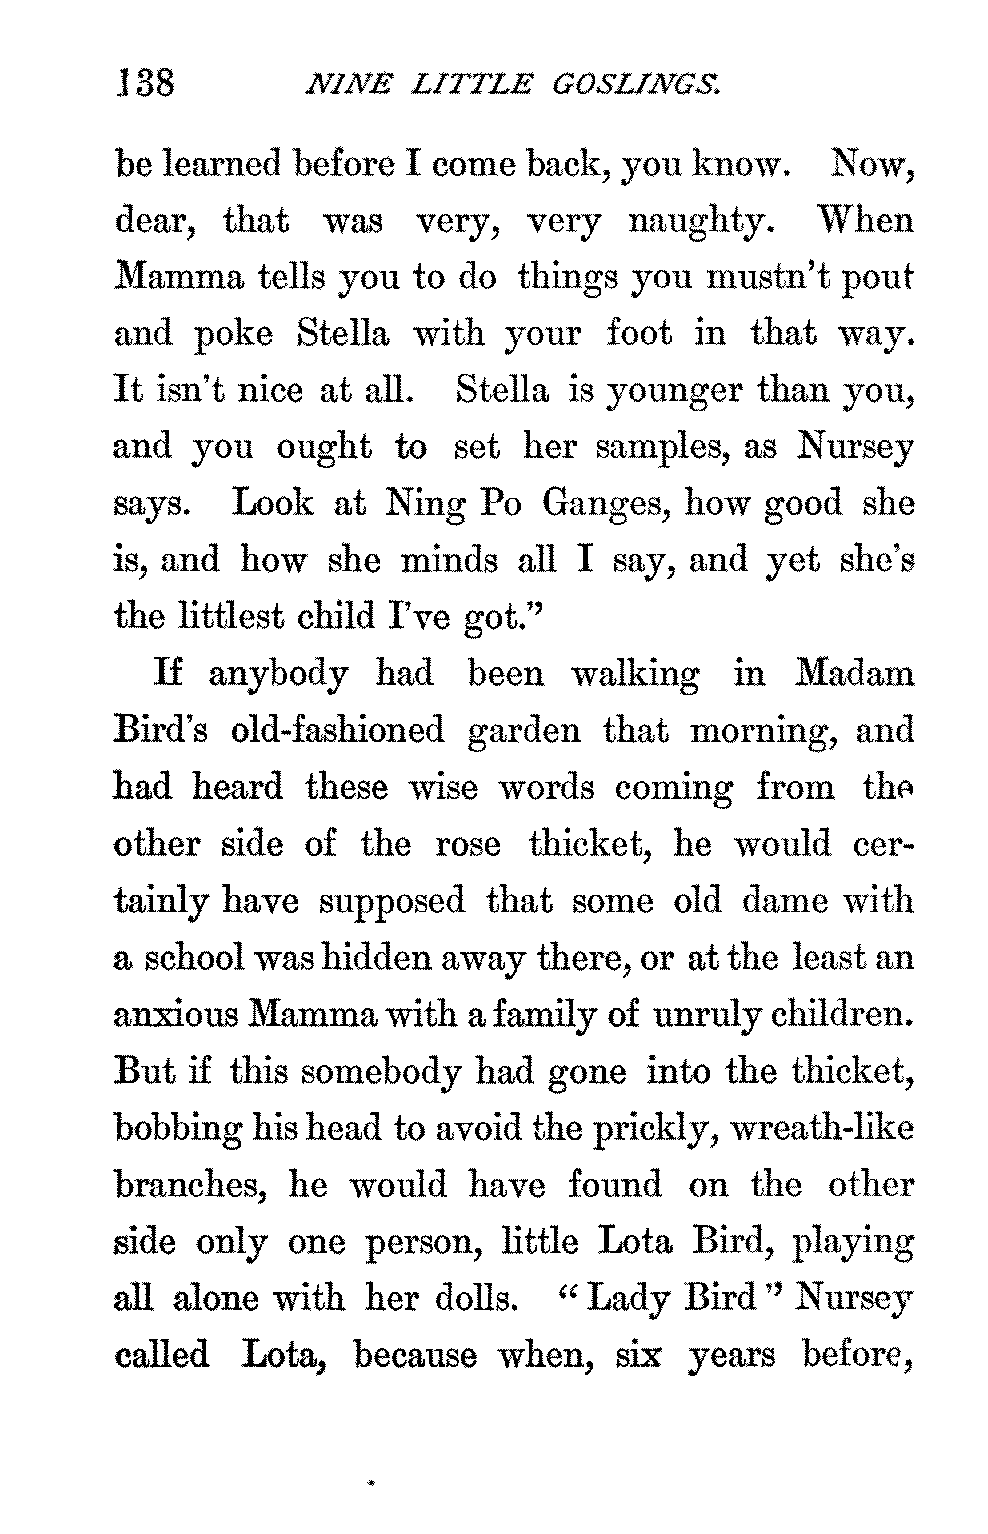 138 NINE LITTLE GOSLINGS.
be learned before I come back, you know. Now,
dear, that was very, very naughty. When
Mamma tells you to do things you mustn't pout
and poke Stella with your foot in that way.
It isn't nice at all. Stella is younger than you,
and you ought to set her samples, as Nursey
says. Look at Ning Po Ganges, how good she
is, and how she minds all I say, and yet she's
the littlest child I've got."
If anybody had been walking in Madam
Bird's old-fashioned garden that morning, and
had heard these wise words coming from the
other side of the rose thicket, he would cer-
tainly have supposed that some old dame with
a school was hidden away there, or at the least an
anxious Mamma with a family of unruly children.
But if this somebody had gone into the thicket,
bobbing his head to avoid the prickly, wreath-like
branches, he would have found on the other
side only one person, little Lota Bird, playing
all alone with her dolls. "Lady Bird" Nursey
called Lota, because when, six years before,